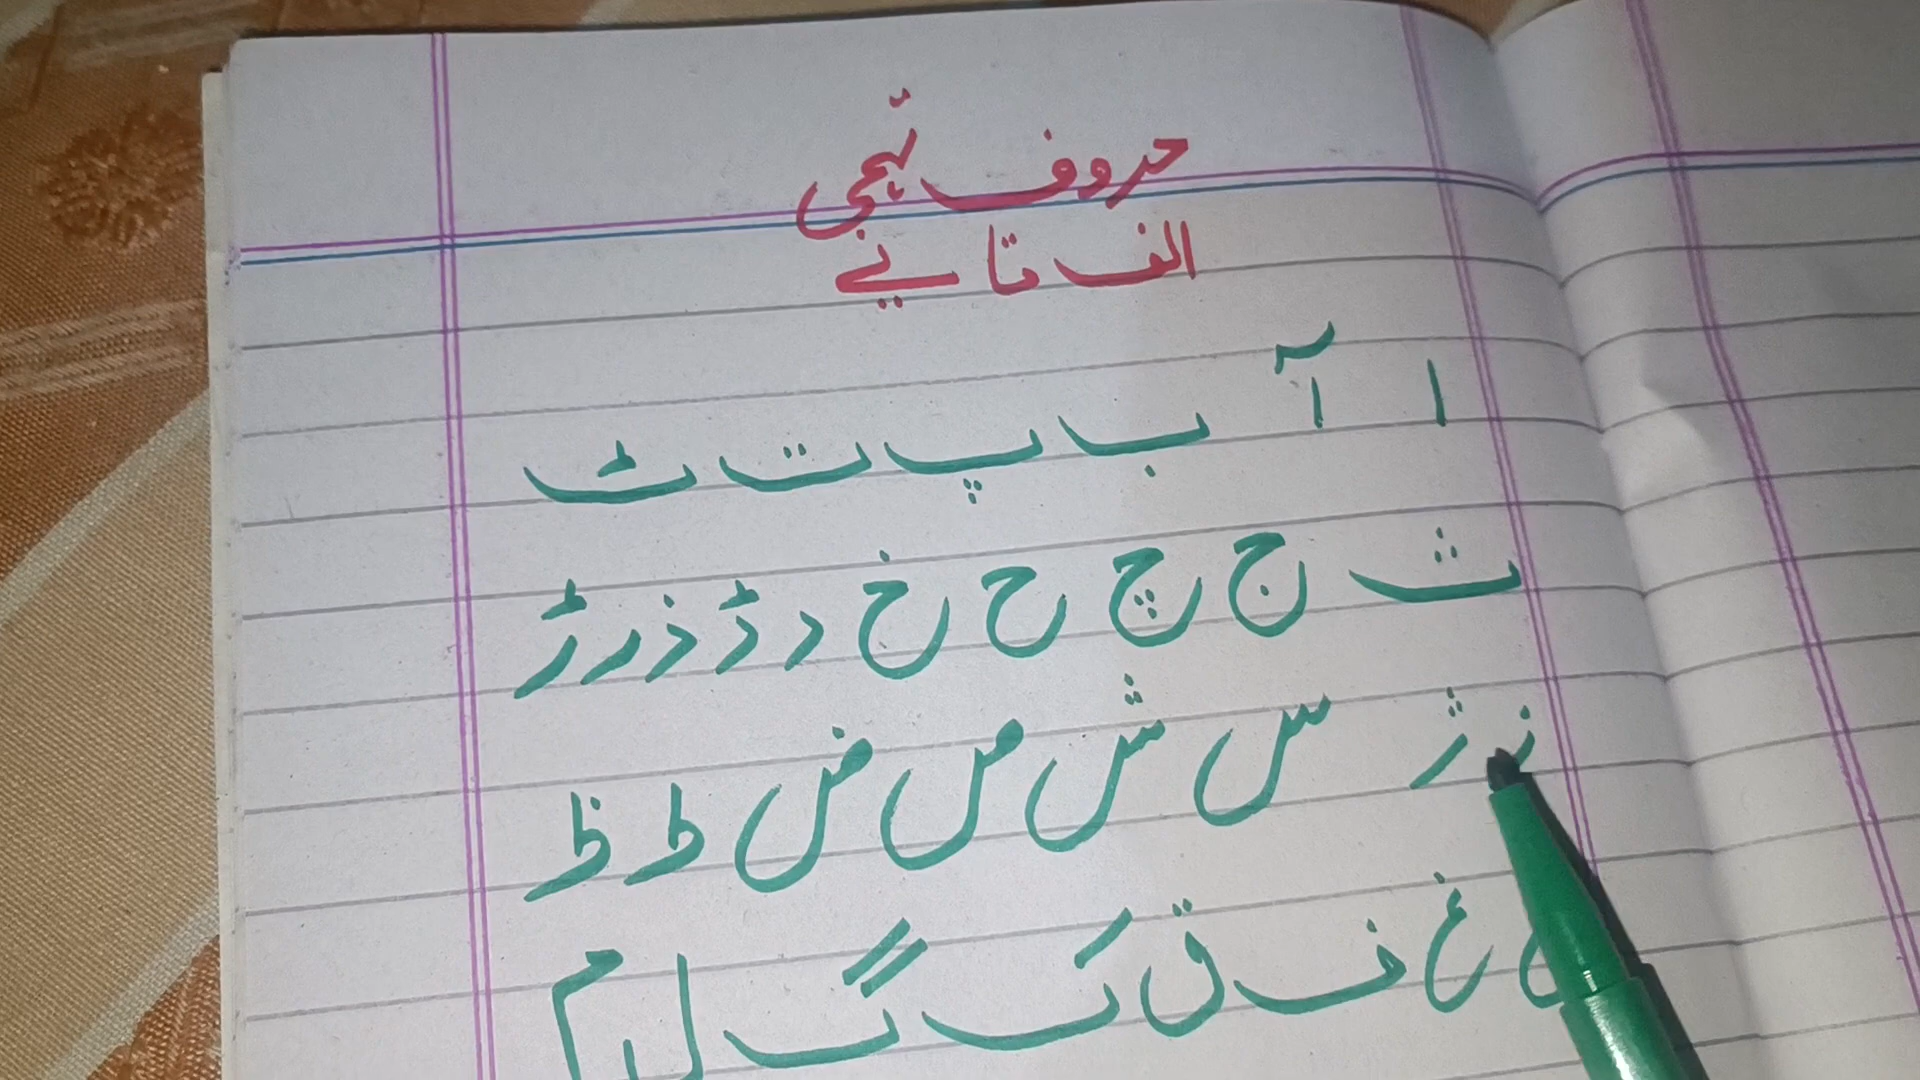 حروف تہجی
الف تا یے
ا آ ب پ ت ٹ
ث ج چ ح خ د ڈ ذ ر ڑ
ز ژ س ش ص ض ط ظ
ع غ ف ق ک گ ل م